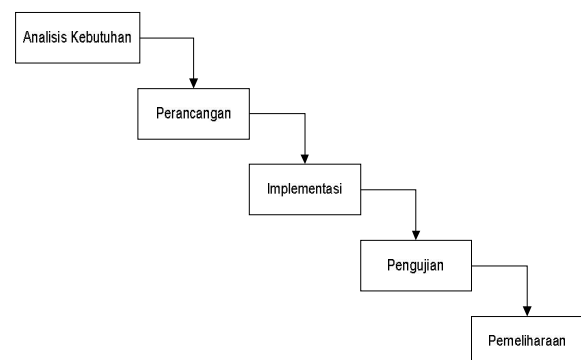 Analisis Kebutuhan
Perancangan
Implementasi
Pengujian
Pemeliharaan